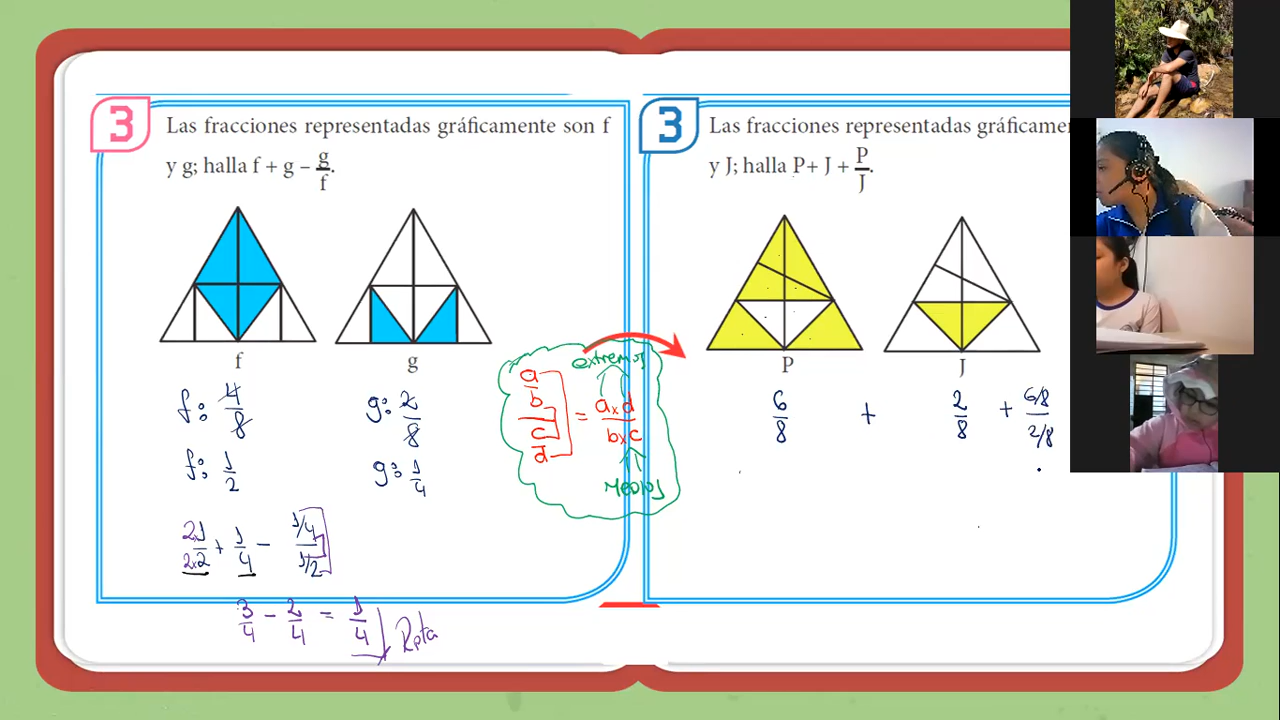 3
Las fracciones representadas gráficamente son f
y g; halla f + g – g/f.
f
g
f: 4/8
g: 2/8
f: 1/2
g: 1/4
2x1/2x2 + 1/4 – 1/4/1/2
3/4 – 2/4 = 1/4 Rpta
a/b/c/d = axd/bxc
extremos
Medios
3
Las fracciones representadas gráficamen
y J; halla P+ J + P/J.
P
J
6/8 + 2/8 + 6/8/2/8